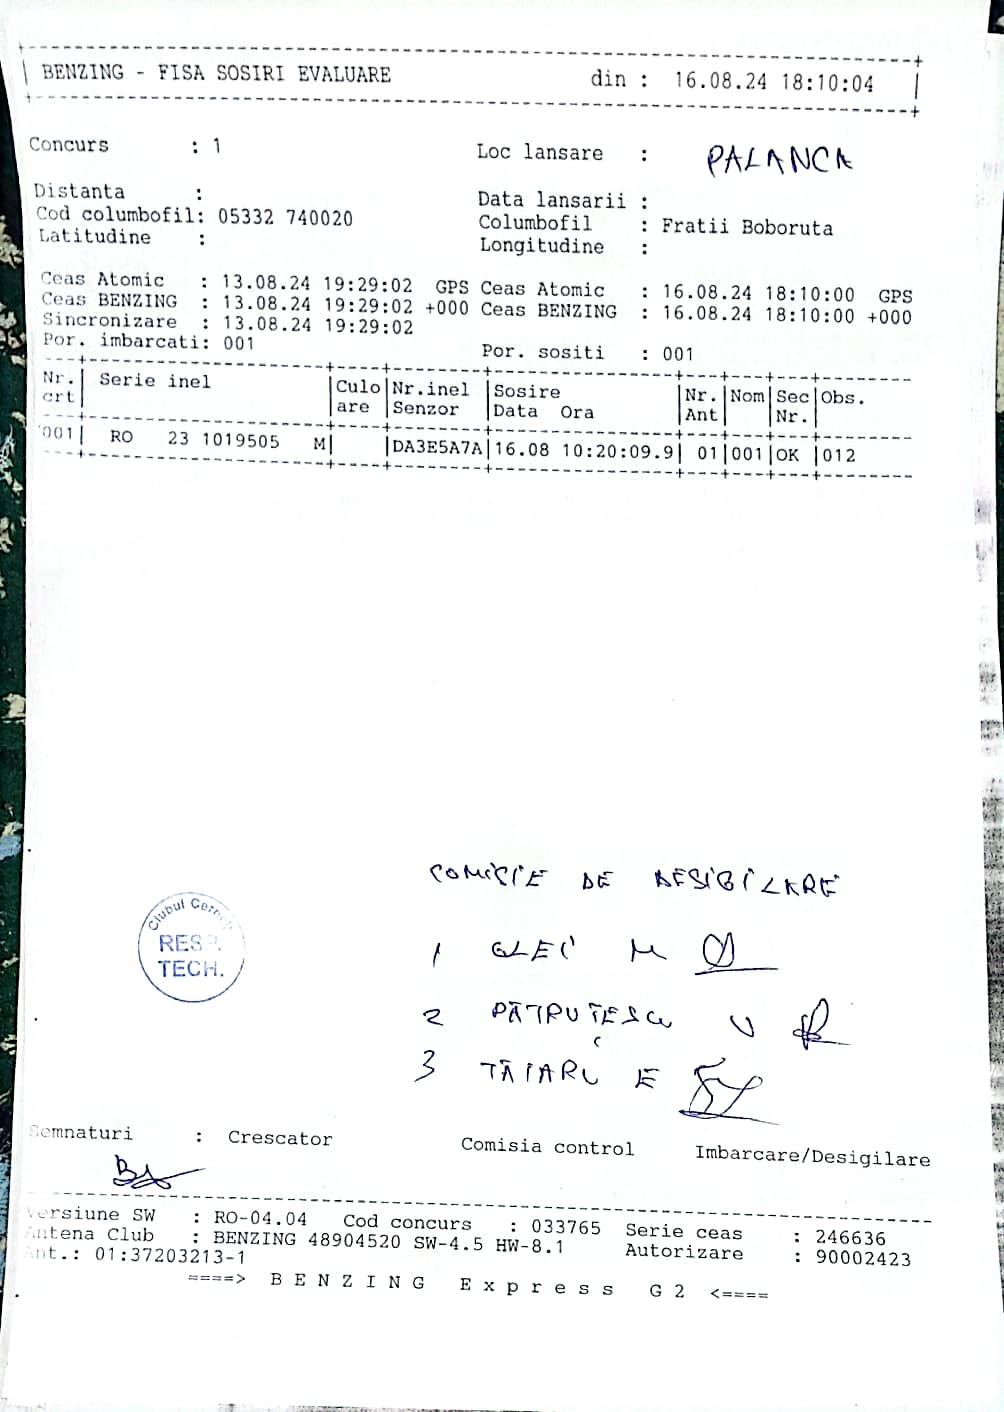 BENZING - FISA SOSIRI EVALUARE din : 16.08.24 18:10:04
Concurs : 1 Loc lansare : PALANCA
Distanta : Data lansarii :
Cod columbofil: 05332 740020 Columbofil : Fratii Boboruta
Latitudine : Longitudine :
Ceas Atomic : 13.08.24 19:29:02 GPS Ceas Atomic : 16.08.24 18:10:00 GPS
Ceas BENZING : 13.08.24 19:29:02 +000 Ceas BENZING : 16.08.24 18:10:00 +000
Sincronizare : 13.08.24 19:29:02
Por. imbarcati: 001 Por. sositi : 001
Nr. Serie inel Culo Nr.inel Sosire Nr. Nom Sec Obs.
crt are Senzor Data Ora Ant Nr.
001 RO 23 1019505 M DA3E5A7A 16.08 10:20:09.9 01 001 OK 012
COMISIE DE DESIGILARE
Clubul
RESP.
TECH.
1 GLEI M
2 PĂTRUȚESCU V
3 TĂTARU E
Semnaturi : Crescator Comisia control Imbarcare/Desigilare
Versiune SW : RO-04.04 Cod concurs : 033765 Serie ceas : 246636
Antena Club : BENZING 48904520 SW-4.5 HW-8.1 Autorizare : 90002423
Ant.: 01:37203213-1
====> B E N Z I N G E x p r e s s G 2 <====